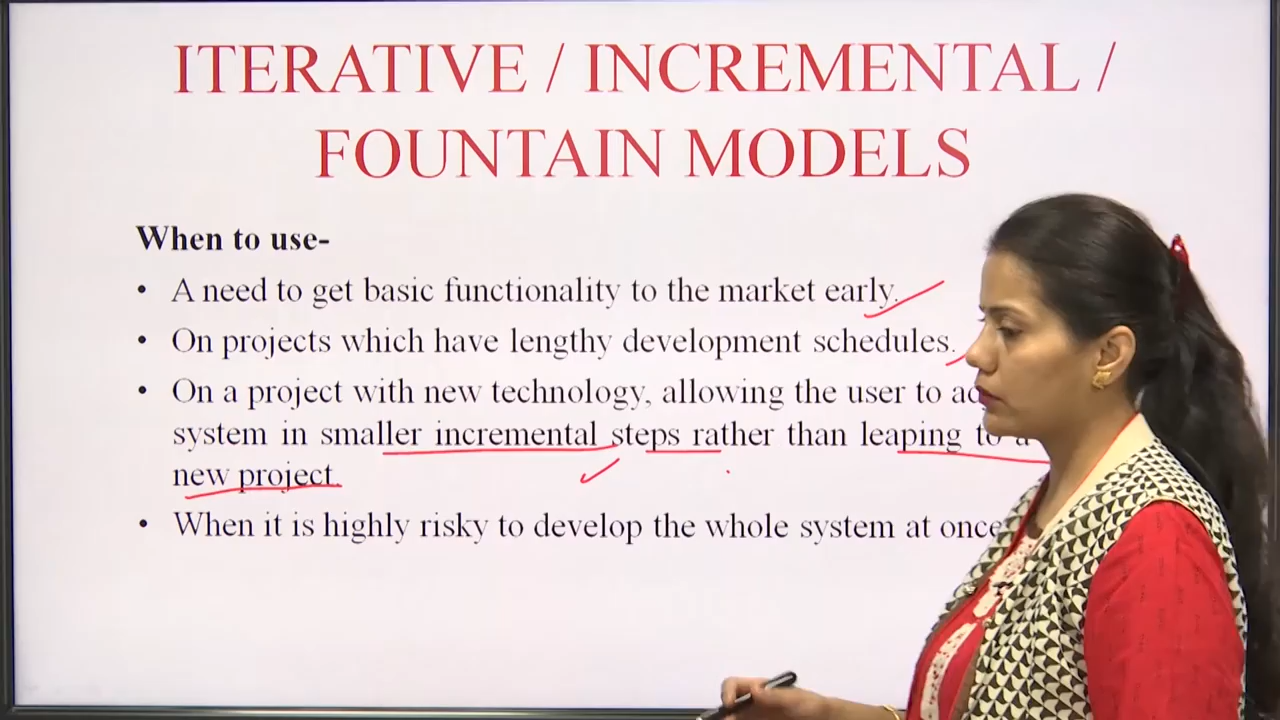 ITERATIVE / INCREMENTAL /
FOUNTAIN MODELS
When to use-
• A need to get basic functionality to the market early.
• On projects which have lengthy development schedules.
• On a project with new technology, allowing the user to
system in smaller incremental steps rather than leaping to a
new project.
• When it is highly risky to develop the whole system at once